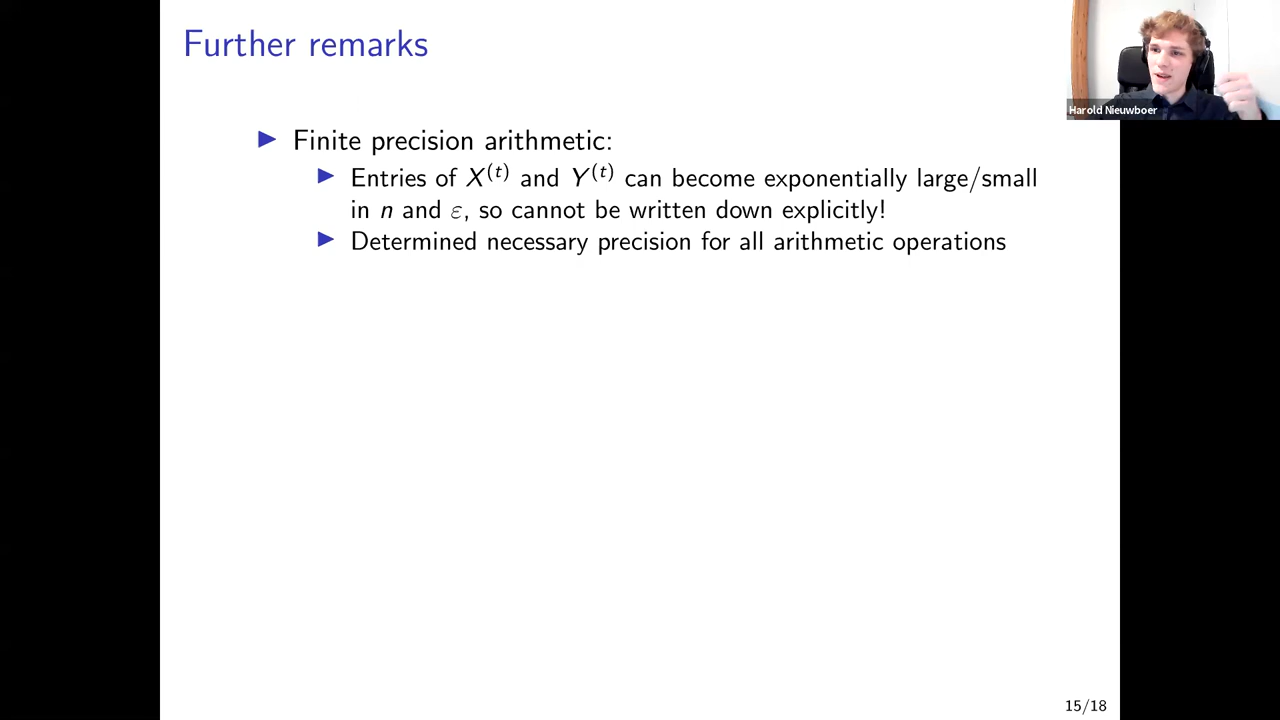 Further remarks
Harold Nieuwboer
▶ Finite precision arithmetic:
▶ Entries of X^(t) and Y^(t) can become exponentially large/small
in n and ε, so cannot be written down explicitly!
▶ Determined necessary precision for all arithmetic operations
15/18